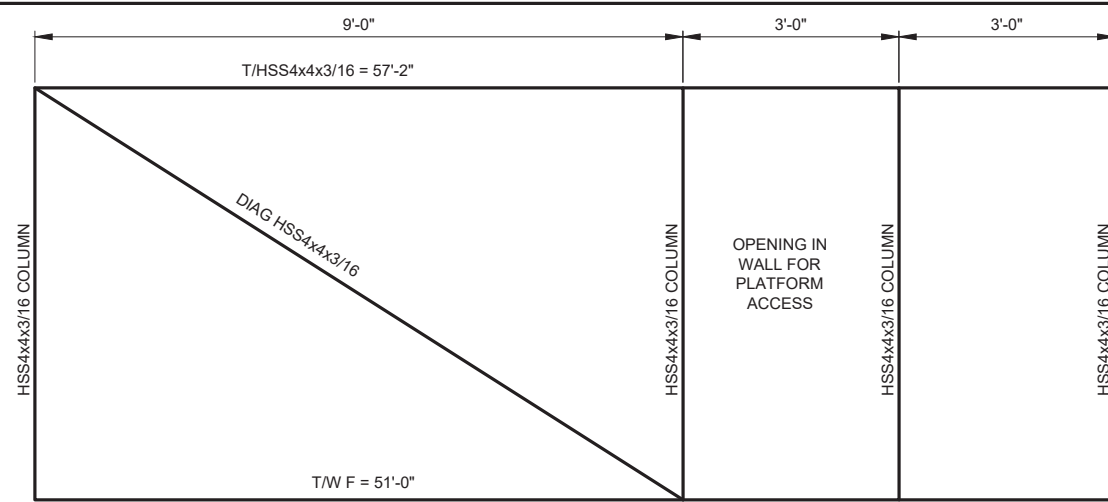 9'-0"
3'-0"
3'-0"
T/HSS4x4x3/16 = 57'-2"
DIAG HSS4x4x3/16
HSS4x4x3/16 COLUMN
HSS4x4x3/16 COLUMN
OPENING IN
WALL FOR
PLATFORM
ACCESS
HSS4x4x3/16 COLUMN
HSS4x4x3/16 COLUMN
T/W F = 51'-0"